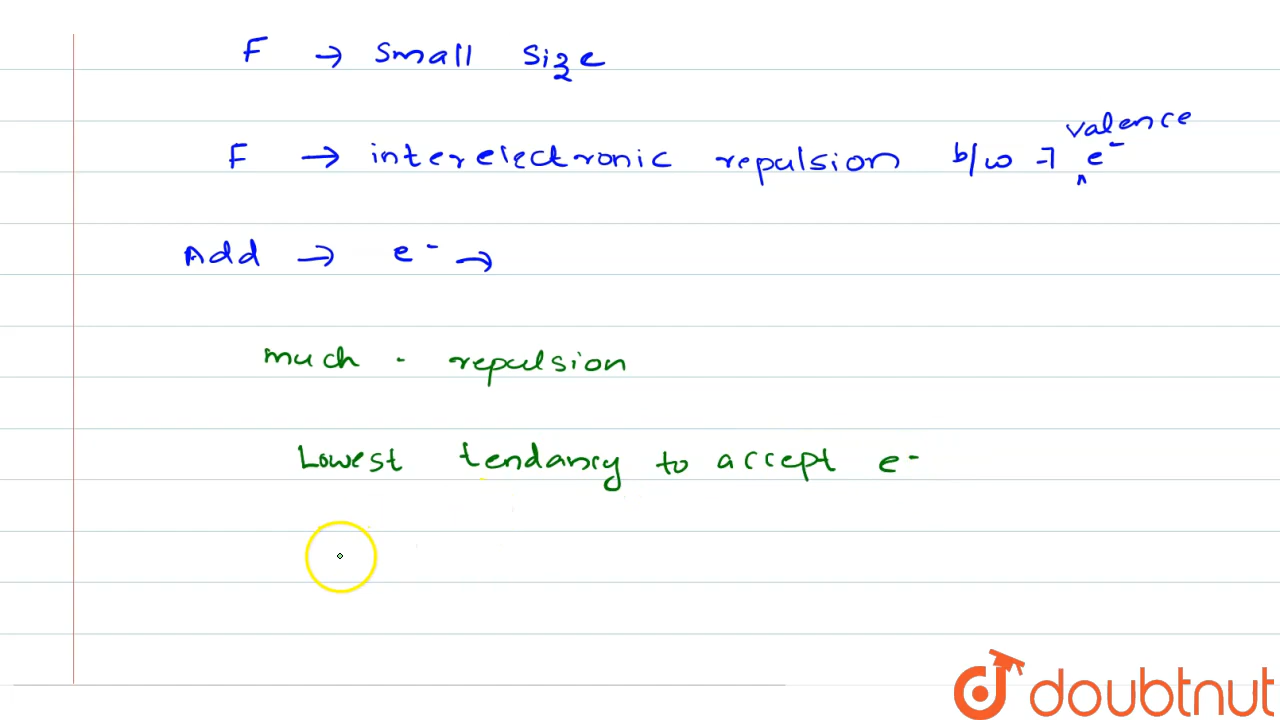 F → Small Size
valence
F → interelectronic repulsion b/w 7 e⁻
Add → e⁻ →
much . repulsion
Lowest tendancy to accept e⁻
doubtnut